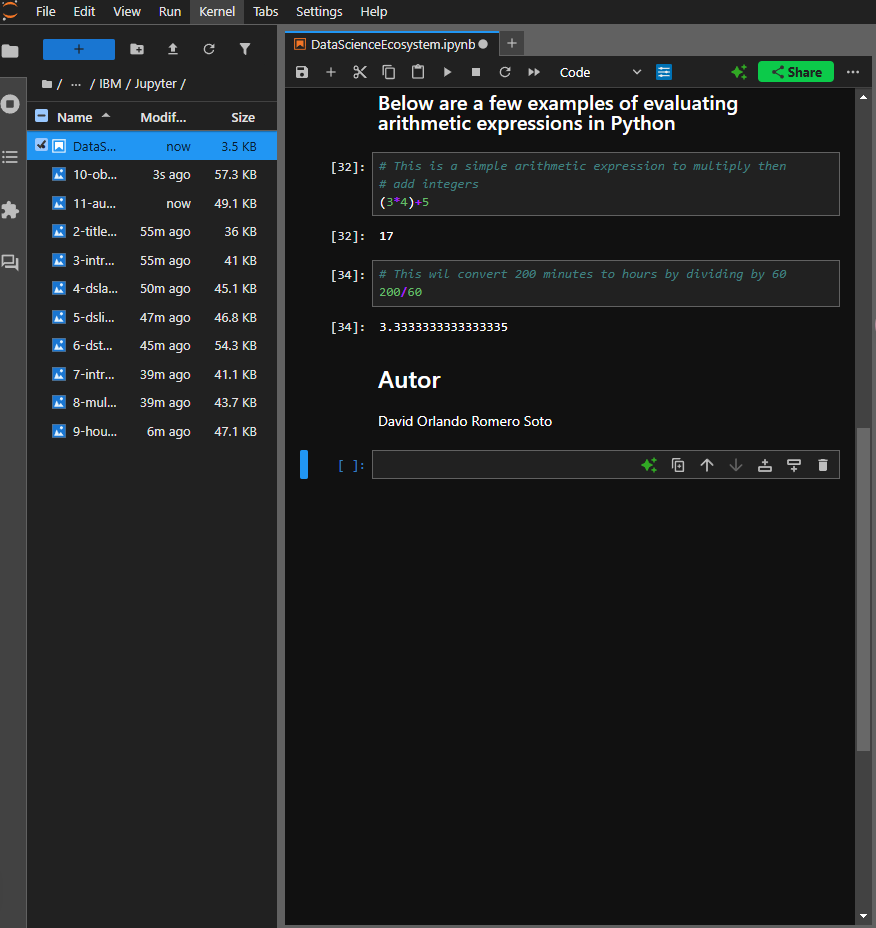 File Edit View Run Kernel Tabs Settings Help
DataScienceEcosystem.ipynb
Code
Share
/ ... / IBM / Jupyter /
Name Modif... Size
DataS... now 3.5 KB
10-ob... 3s ago 57.3 KB
11-au... now 49.1 KB
2-title... 55m ago 36 KB
3-intr... 55m ago 41 KB
4-dsla... 50m ago 45.1 KB
5-dsli... 47m ago 46.8 KB
6-dst... 45m ago 54.3 KB
7-intr... 39m ago 41.1 KB
8-mul... 39m ago 43.7 KB
9-hou... 6m ago 47.1 KB
Below are a few examples of evaluating
arithmetic expressions in Python
[32]: # This is a simple arithmetic expression to multiply then
# add integers
(3*4)+5
[32]: 17
[34]: # This wil convert 200 minutes to hours by dividing by 60
200/60
[34]: 3.3333333333333335
Autor
David Orlando Romero Soto
[ ]: